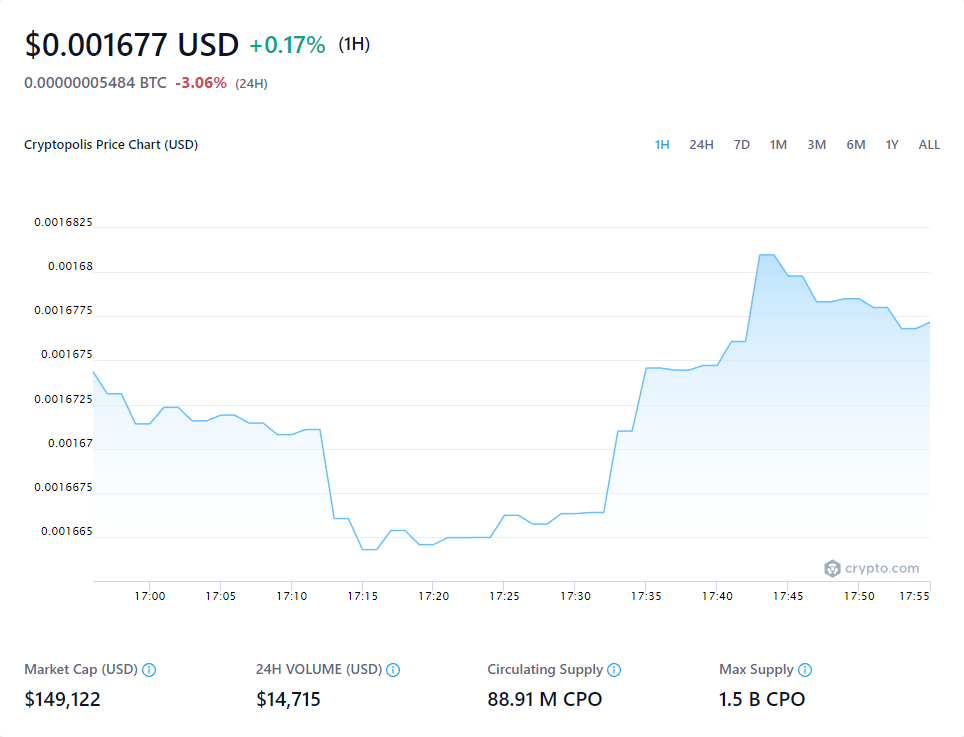 $0.001677 USD +0.17% (1H)
0.00000005484 BTC -3.06% (24H)
Cryptopolis Price Chart (USD)
1H 24H 7D 1M 3M 6M 1Y ALL
0.0016825
0.00168
0.0016775
0.001675
0.0016725
0.00167
0.0016675
0.001665
crypto.com
17:00 17:05 17:10 17:15 17:20 17:25 17:30 17:35 17:40 17:45 17:50 17:55
Market Cap (USD) 24H VOLUME (USD) Circulating Supply Max Supply
$149,122 $14,715 88.91 M CPO 1.5 B CPO